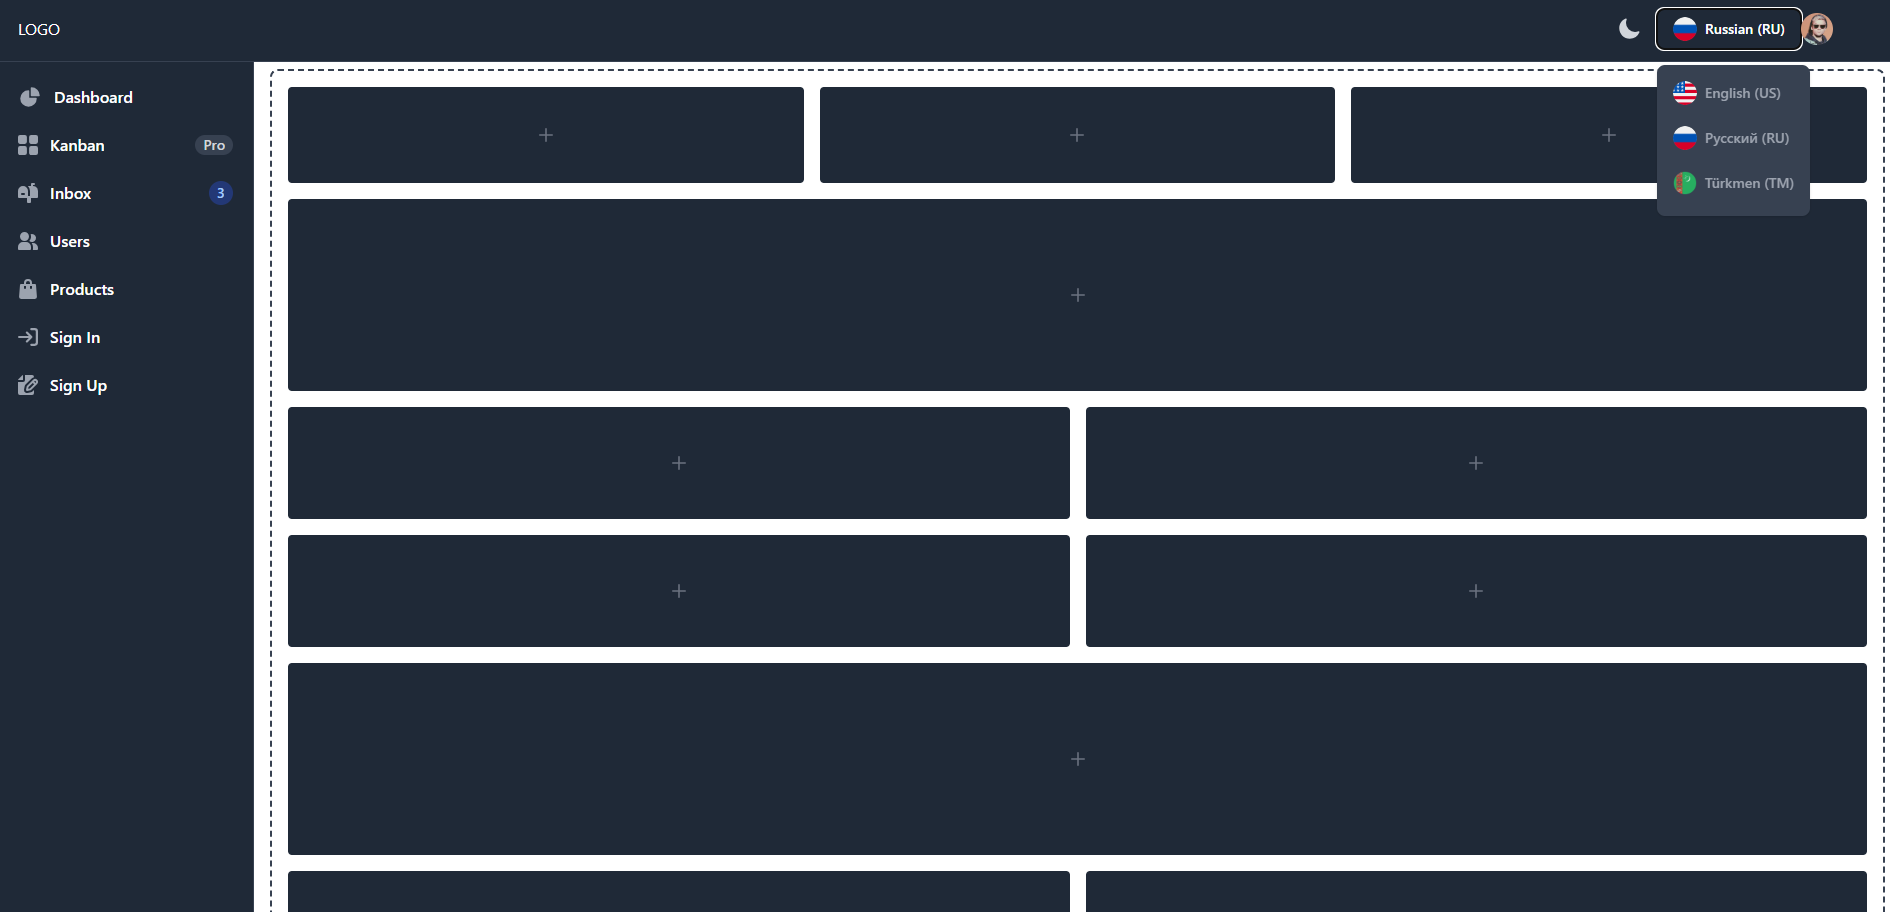 LOGO
Russian (RU)
English (US)
Русский (RU)
Türkmen (TM)
Dashboard
Kanban Pro
Inbox 3
Users
Products
Sign In
Sign Up